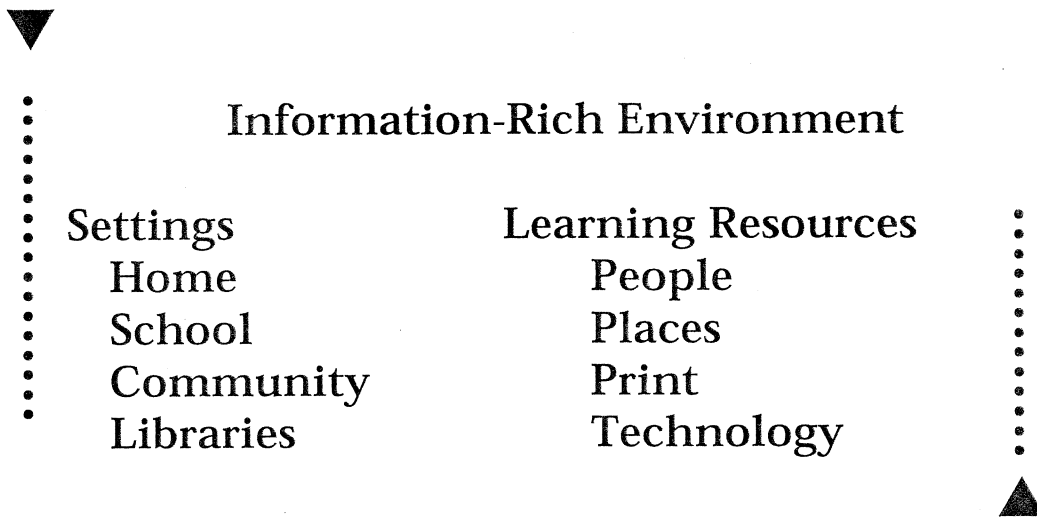 Information-Rich Environment
Settings
Home
School
Community
Libraries
Learning Resources
People
Places
Print
Technology